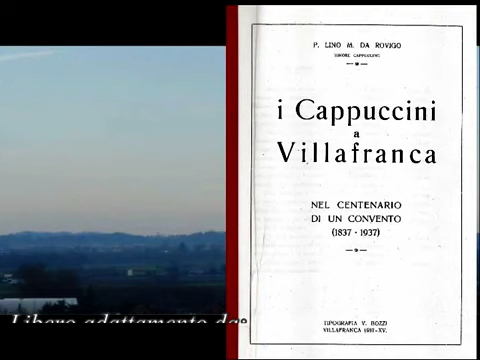 P. LINO M. DA ROVIGO
MINORE CAPPUCCINO
i Cappuccini
a
Villafranca
NEL CENTENARIO
DI UN CONVENTO
(1837 - 1937)
TIPOGRAFIA V. BOZZI
VILLAFRANCA 1937-XV.
Libero adattamento da: